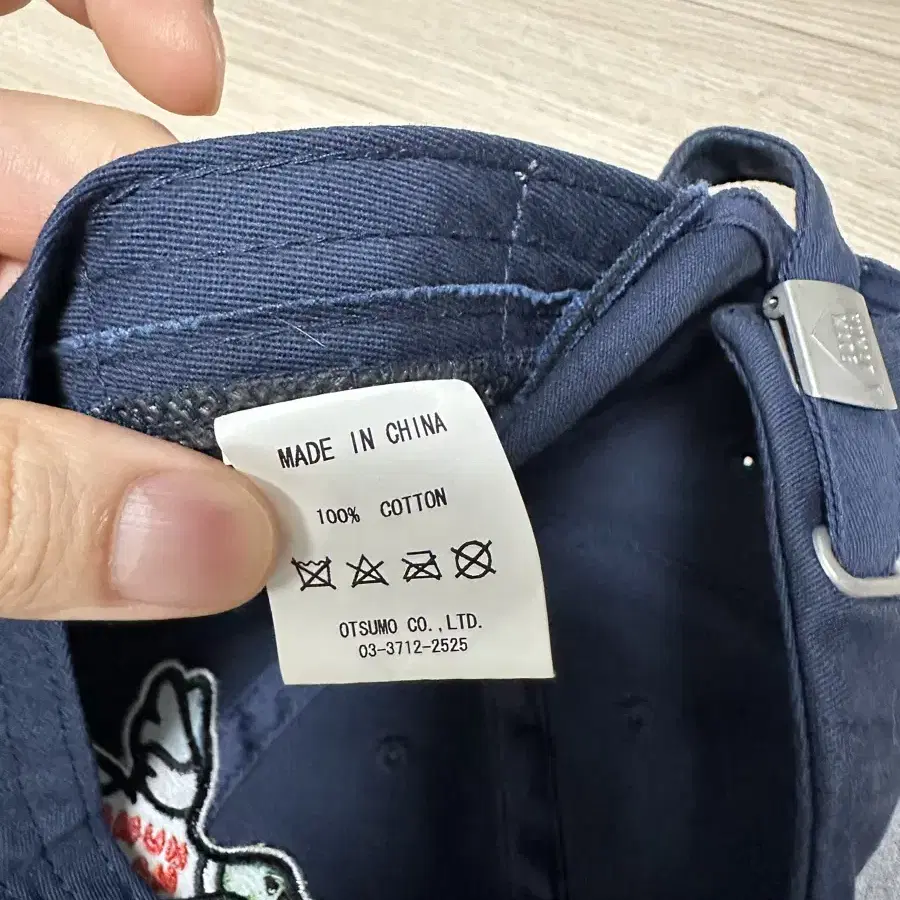 MADE IN CHINA
100% COTTON
OTSUMO CO.,LTD.
03-3712-2525